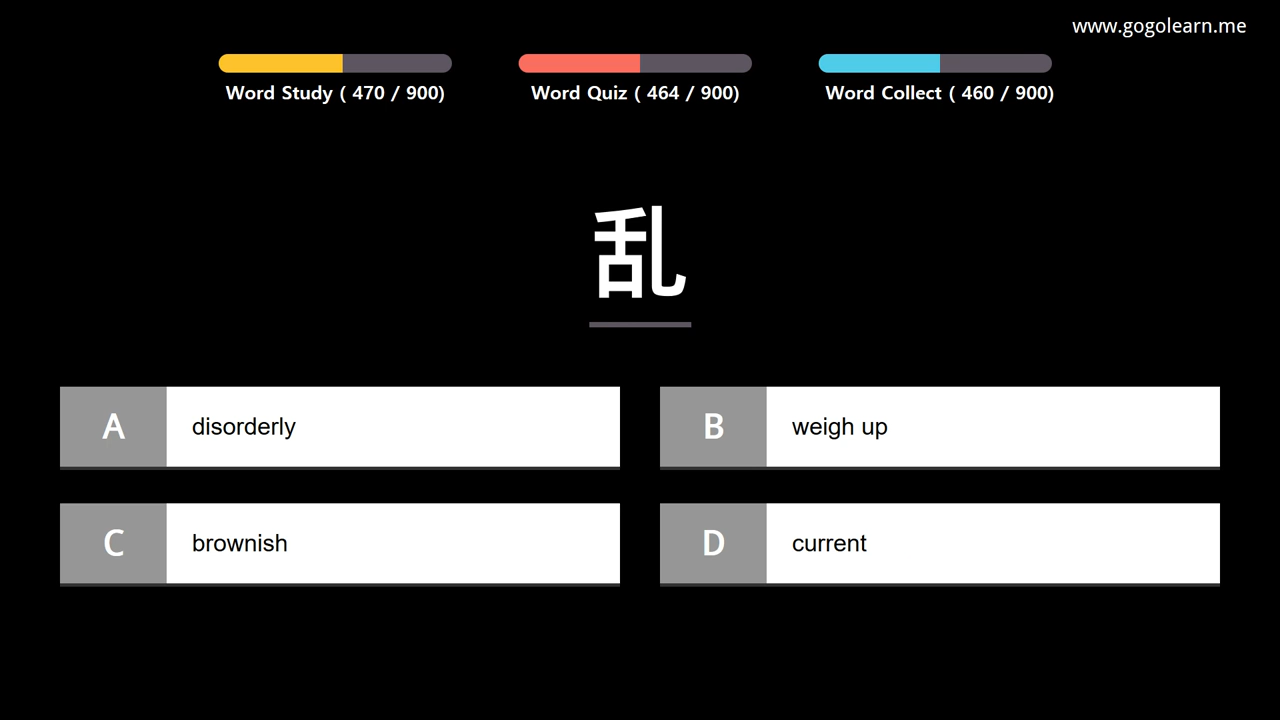 www.gogolearn.me
Word Study ( 470 / 900)
Word Quiz ( 464 / 900)
Word Collect ( 460 / 900)
乱
A disorderly
B weigh up
C brownish
D current